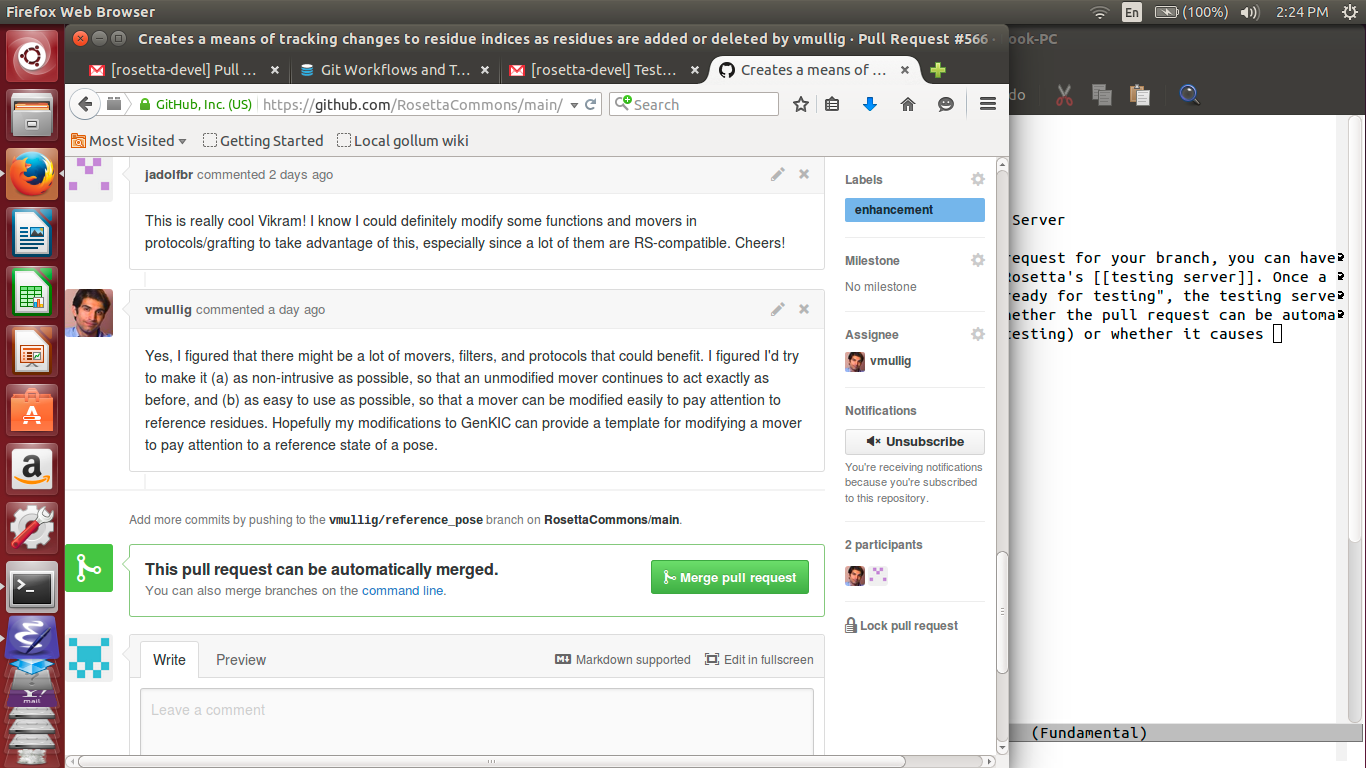 Firefox Web Browser
En
(100%)
2:24 PM
Creates a means of tracking changes to residue indices as residues are added or deleted by vmullig · Pull Request #566 ·
ook-PC
[rosetta-devel] Pull ...
Git Workflows and T...
[rosetta-devel] Test...
Creates a means of ...
do
GitHub, Inc. (US)
https://github.com/RosettaCommons/main/
Search
Most Visited
Getting Started
Local gollum wiki
jadolfbr commented 2 days ago
This is really cool Vikram! I know I could definitely modify some functions and movers in
protocols/grafting to take advantage of this, especially since a lot of them are RS-compatible. Cheers!
vmullig commented a day ago
Yes, I figured that there might be a lot of movers, filters, and protocols that could benefit. I figured I'd try
to make it (a) as non-intrusive as possible, so that an unmodified mover continues to act exactly as
before, and (b) as easy to use as possible, so that a mover can be modified easily to pay attention to
reference residues. Hopefully my modifications to GenKIC can provide a template for modifying a mover
to pay attention to a reference state of a pose.
Add more commits by pushing to the vmullig/reference_pose branch on RosettaCommons/main.
This pull request can be automatically merged.
You can also merge branches on the command line.
Merge pull request
Write
Preview
Markdown supported
Edit in fullscreen
Leave a comment
Labels
enhancement
Milestone
No milestone
Assignee
vmullig
Notifications
Unsubscribe
You're receiving notifications
because you're subscribed
to this repository.
2 participants
Lock pull request
Server
request for your branch, you can have
Rosetta's [[testing server]]. Once a
ready for testing", the testing serve
hether the pull request can be automa
testing) or whether it causes
(Fundamental)
a
Y!
mail